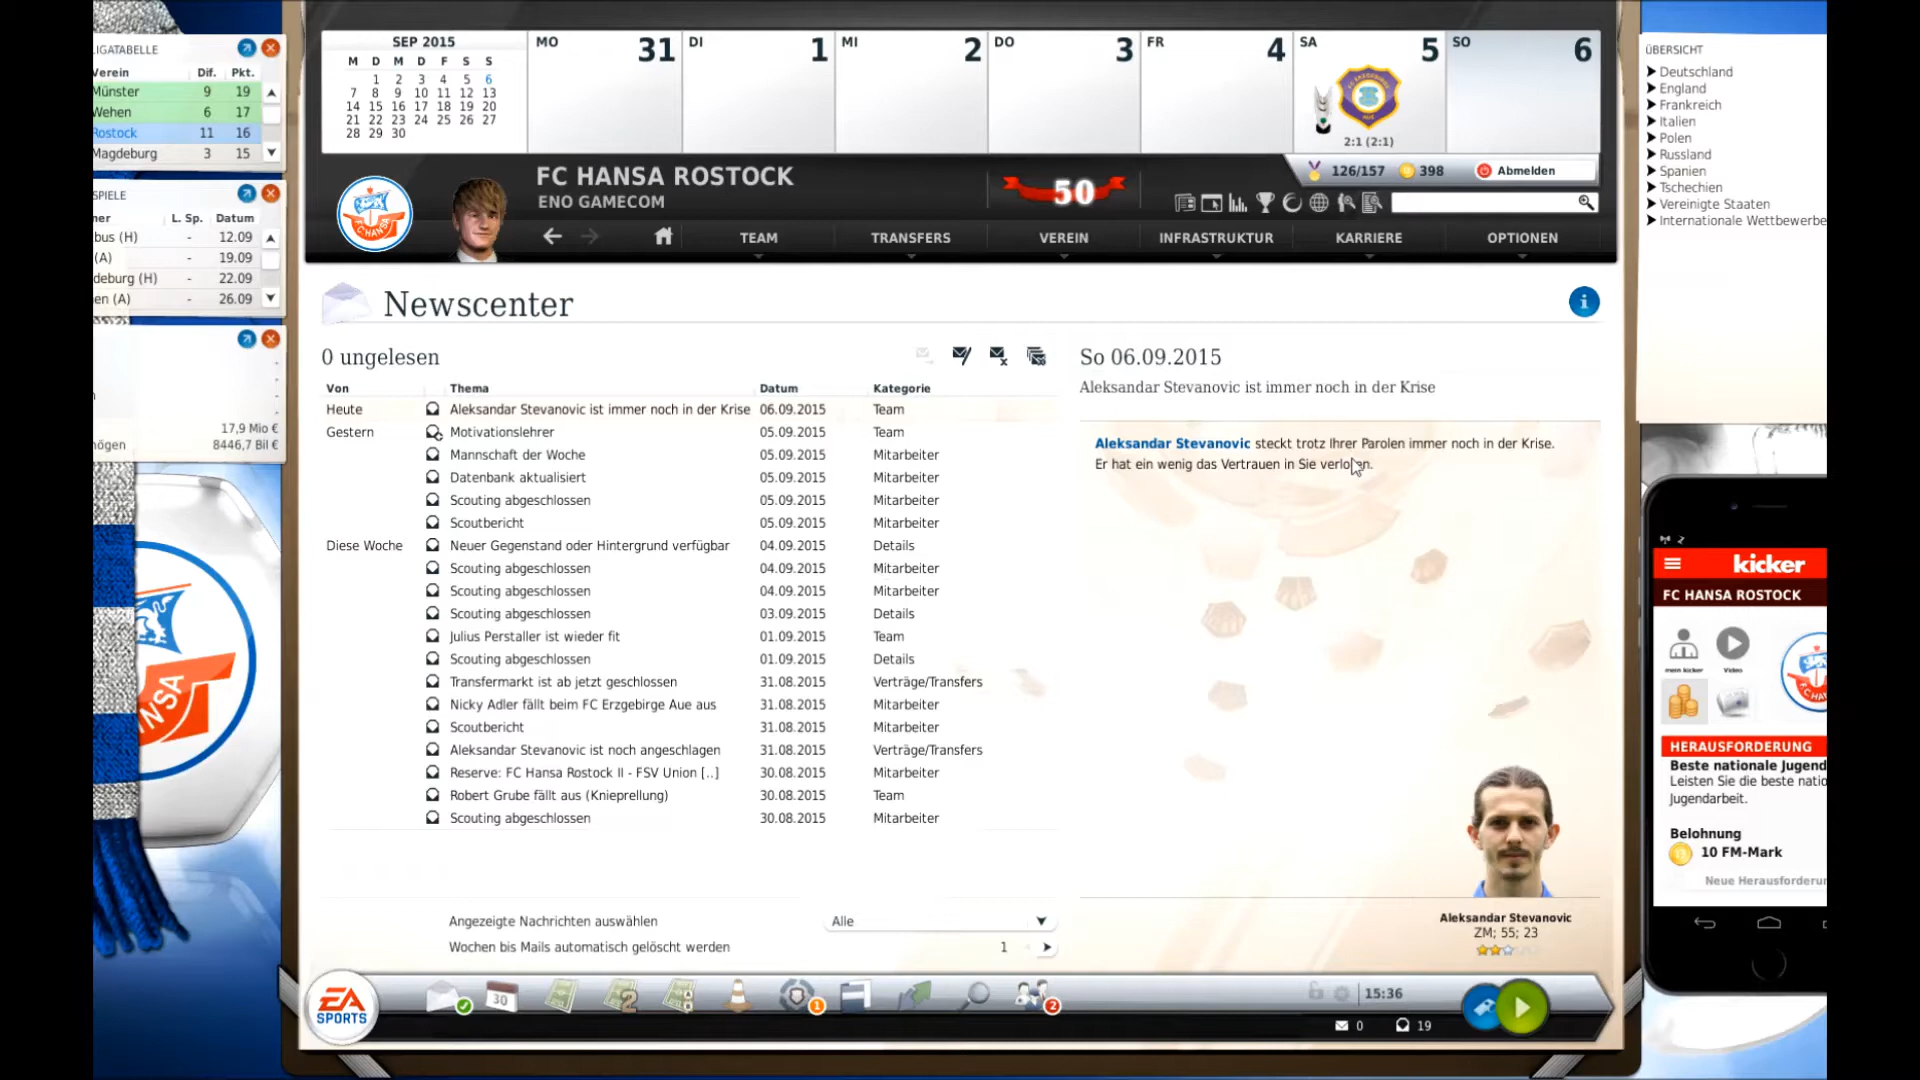 IGATABELLE
Verein Dif. Pkt.
Münster 9 19
Wehen 6 17
Rostock 11 16
Magdeburg 3 15
SPIELE
ner L. Sp. Datum
bus (H) - 12.09
(A) - 19.09
deburg (H) - 22.09
en (A) - 26.09
17,9 Mio €
nögen 8446,7 Bil €
SEP 2015
M D M D F S S
1 2 3 4 5 6
7 8 9 10 11 12 13
14 15 16 17 18 19 20
21 22 23 24 25 26 27
28 29 30
MO 31 DI 1 MI 2 DO 3 FR 4 SA 5 SO 6
2:1 (2:1)
FC HANSA ROSTOCK
ENO GAMECOM
50
126/157 398 Abmelden
TEAM TRANSFERS VEREIN INFRASTRUKTUR KARRIERE OPTIONEN
Newscenter
0 ungelesen
Von Thema Datum Kategorie
Heute Aleksandar Stevanovic ist immer noch in der Krise 06.09.2015 Team
Gestern Motivationslehrer 05.09.2015 Team
Mannschaft der Woche 05.09.2015 Mitarbeiter
Datenbank aktualisiert 05.09.2015 Mitarbeiter
Scouting abgeschlossen 05.09.2015 Mitarbeiter
Scoutbericht 05.09.2015 Mitarbeiter
Diese Woche Neuer Gegenstand oder Hintergrund verfügbar 04.09.2015 Details
Scouting abgeschlossen 04.09.2015 Mitarbeiter
Scouting abgeschlossen 04.09.2015 Mitarbeiter
Scouting abgeschlossen 03.09.2015 Details
Julius Perstaller ist wieder fit 01.09.2015 Team
Scouting abgeschlossen 01.09.2015 Details
Transfermarkt ist ab jetzt geschlossen 31.08.2015 Verträge/Transfers
Nicky Adler fällt beim FC Erzgebirge Aue aus 31.08.2015 Mitarbeiter
Scoutbericht 31.08.2015 Mitarbeiter
Aleksandar Stevanovic ist noch angeschlagen 31.08.2015 Verträge/Transfers
Reserve: FC Hansa Rostock II - FSV Union [..] 30.08.2015 Mitarbeiter
Robert Grube fällt aus (Knieprellung) 30.08.2015 Team
Scouting abgeschlossen 30.08.2015 Mitarbeiter
Angezeigte Nachrichten auswählen Alle
Wochen bis Mails automatisch gelöscht werden 1
So 06.09.2015
Aleksandar Stevanovic ist immer noch in der Krise
Aleksandar Stevanovic steckt trotz Ihrer Parolen immer noch in der Krise.
Er hat ein wenig das Vertrauen in Sie verloren.
Aleksandar Stevanovic
ZM; 55; 23
EA
SPORTS
30
2
1
2
15:36
0 19
ÜBERSICHT
Deutschland
England
Frankreich
Italien
Polen
Russland
Spanien
Tschechien
Vereinigte Staaten
Internationale Wettbewerbe
kicker
FC HANSA ROSTOCK
mein kicker Video
HERAUSFORDERUNG
Beste nationale Jugend
Leisten Sie die beste natio
Jugendarbeit.
Belohnung
10 FM-Mark
Neue Herausforderun
HANSA